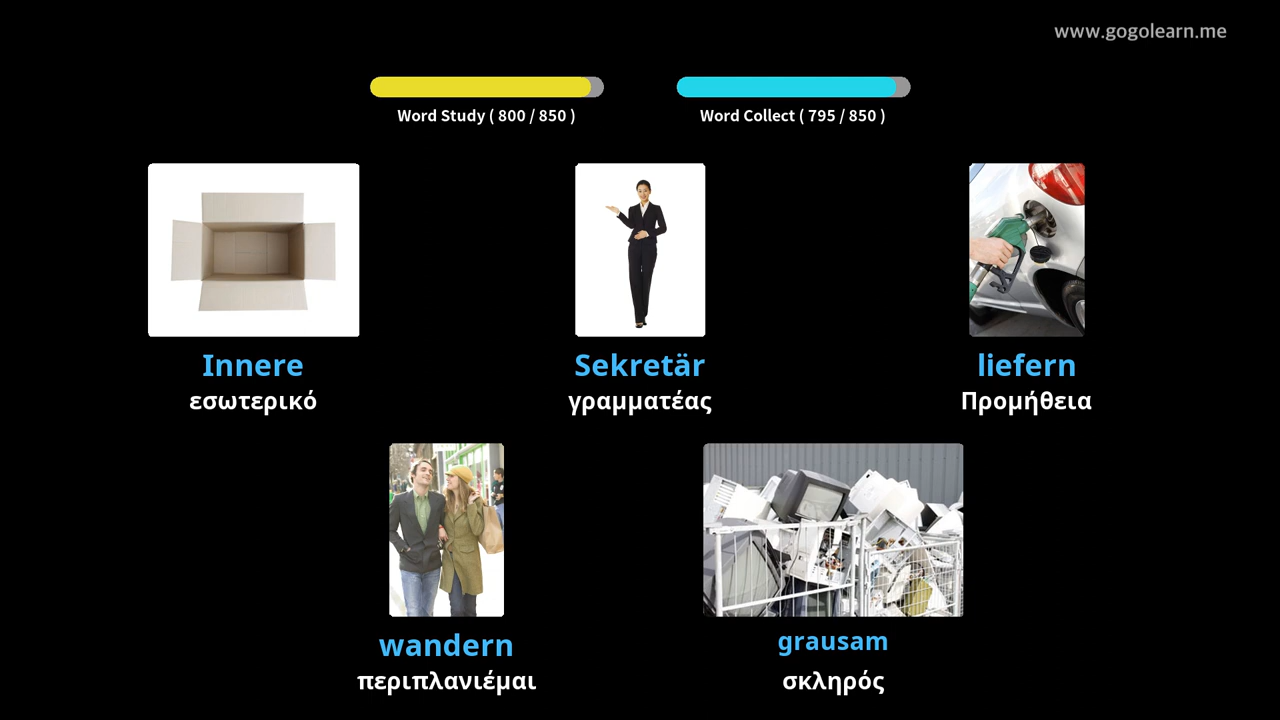 www.gogolearn.me
Word Study ( 800 / 850 )
Word Collect ( 795 / 850 )
Innere
εσωτερικό
Sekretär
γραμματέας
liefern
Προμήθεια
wandern
περιπλανιέμαι
grausam
σκληρός